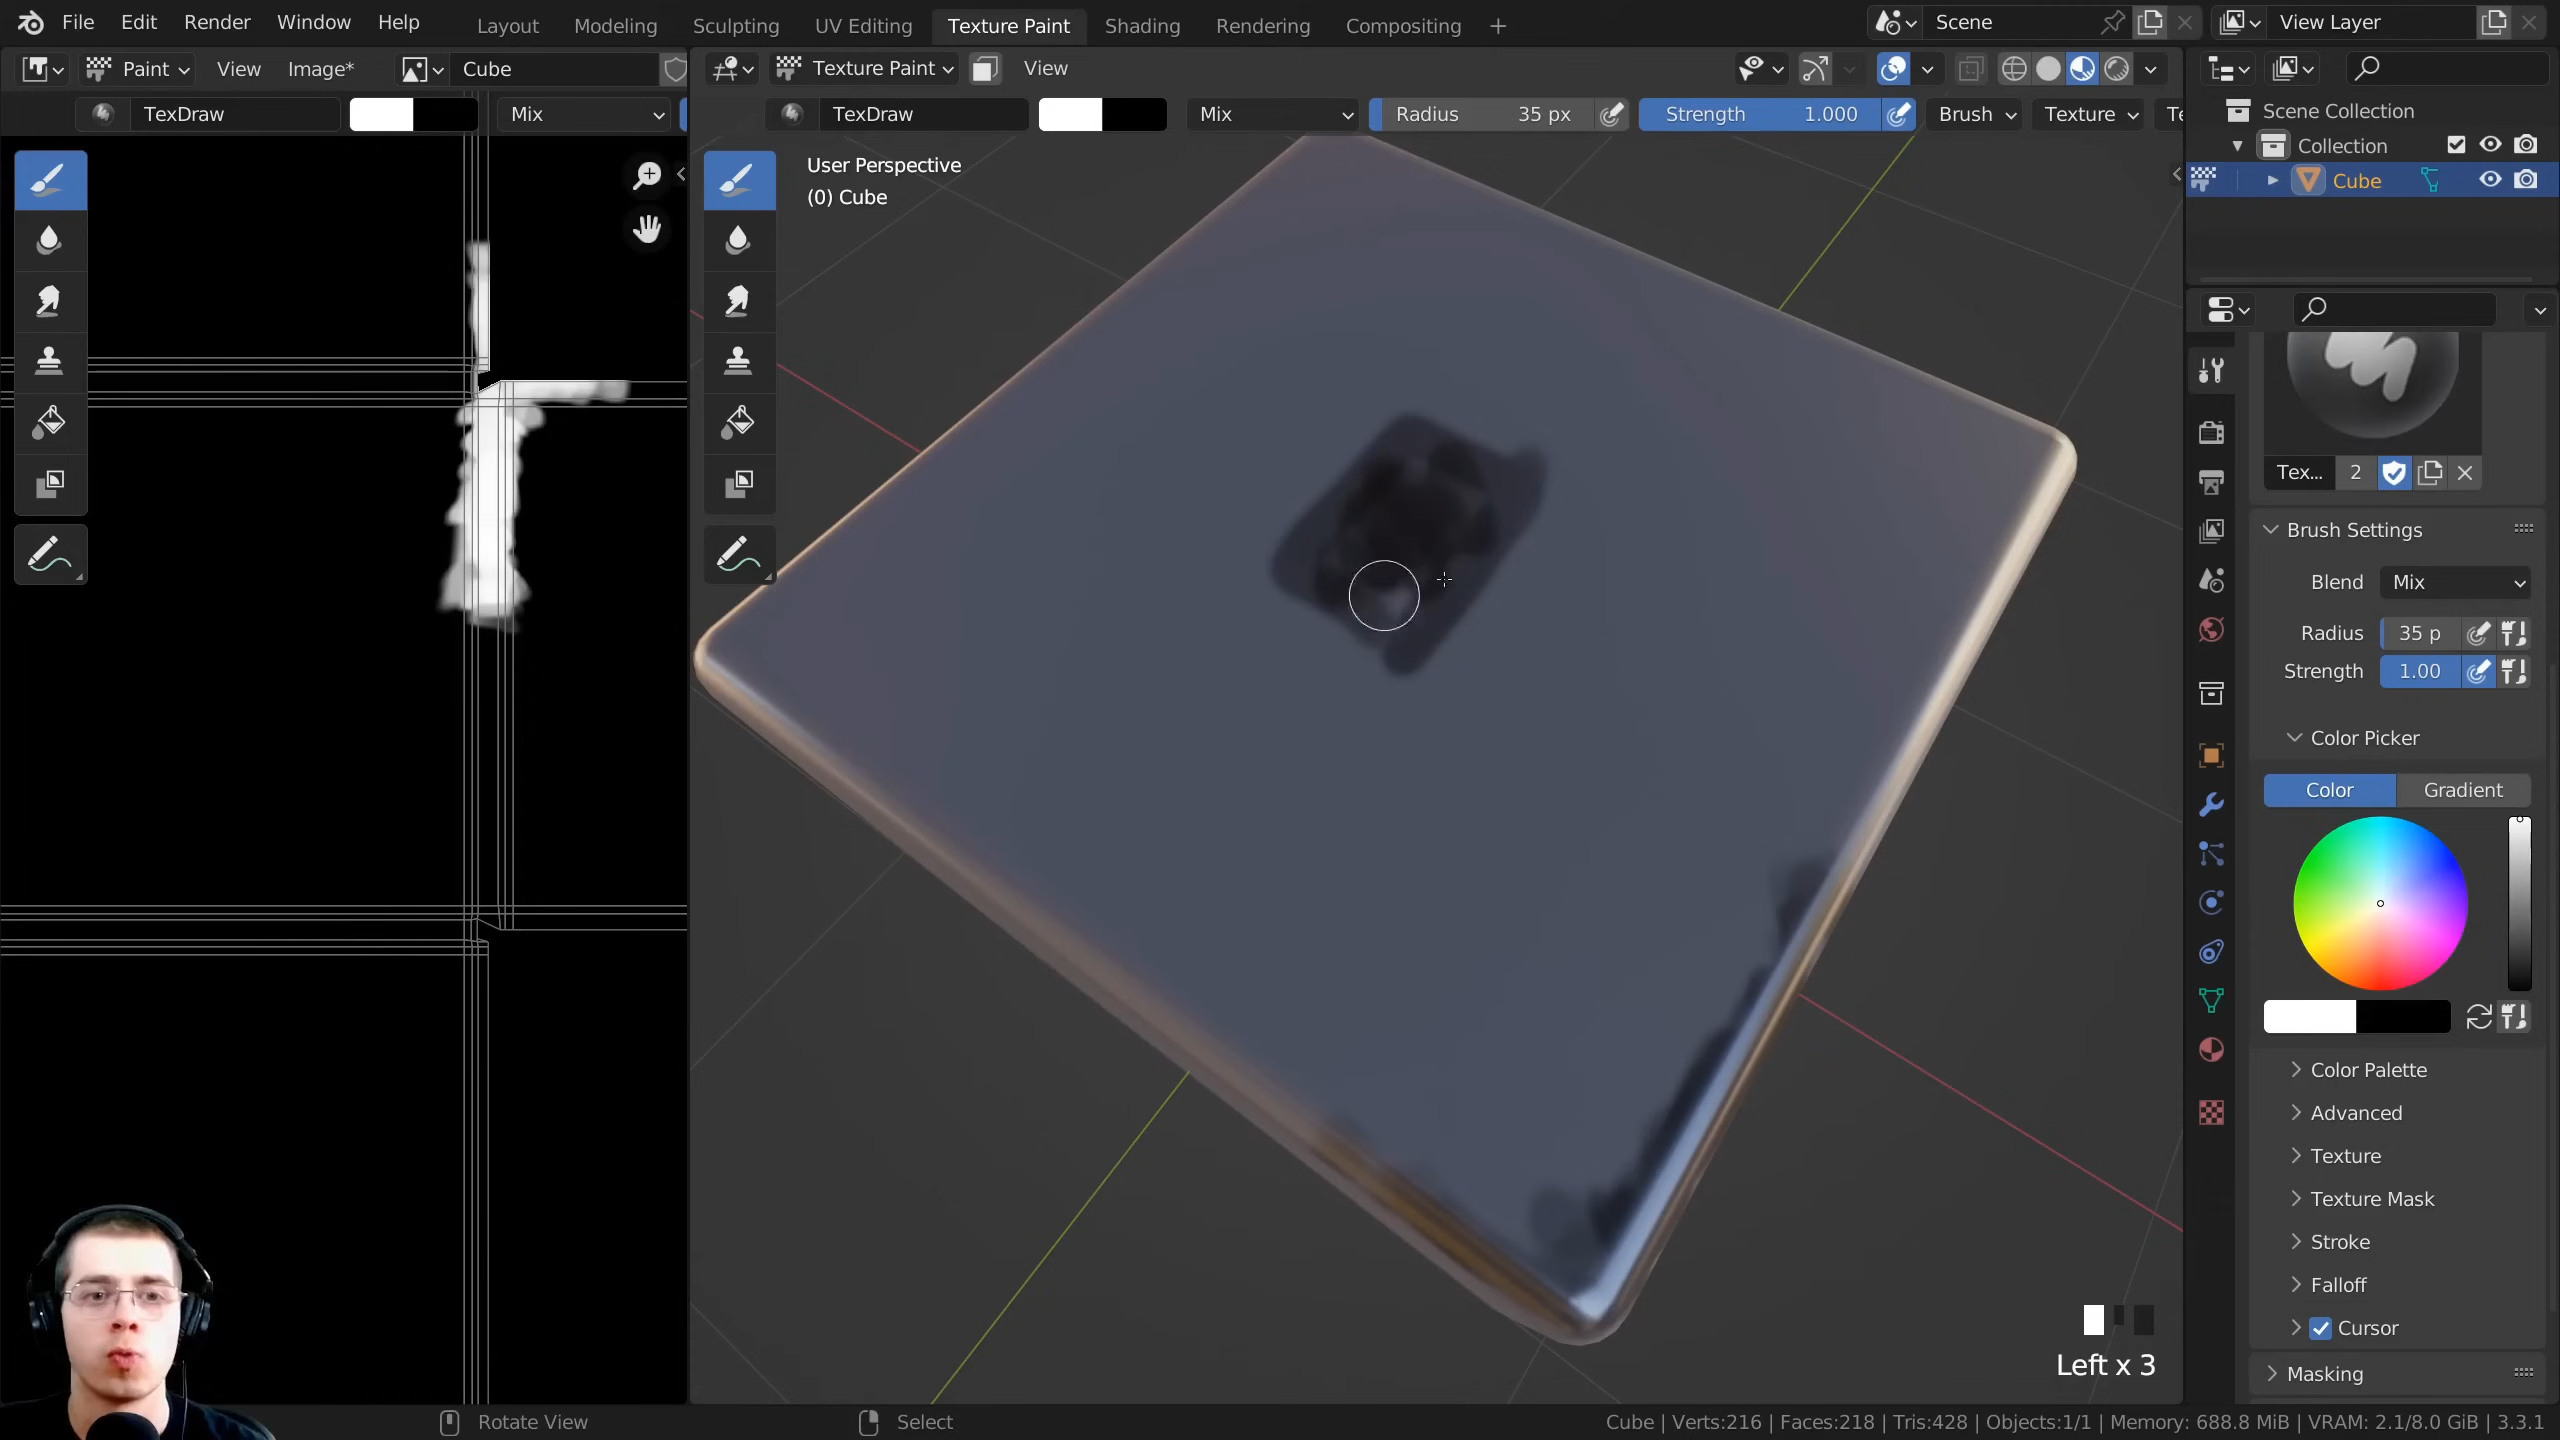 File Edit Render Window Help Layout Modeling Sculpting UV Editing Texture Paint Shading Rendering Compositing + Scene View Layer
Paint View Image* Cube Texture Paint View
TexDraw Mix TexDraw Mix Radius 35 px Strength 1.000 Brush Texture Te
User Perspective
(0) Cube
Scene Collection
Collection
Cube
Tex... 2
Brush Settings
Blend Mix
Radius 35 p
Strength 1.00
Color Picker
Color Gradient
Color Palette
Advanced
Texture
Texture Mask
Stroke
Falloff
Cursor
Masking
Left x 3
Rotate View Select Cube | Verts:216 | Faces:218 | Tris:428 | Objects:1/1 | Memory: 688.8 MiB | VRAM: 2.1/8.0 GiB | 3.3.1